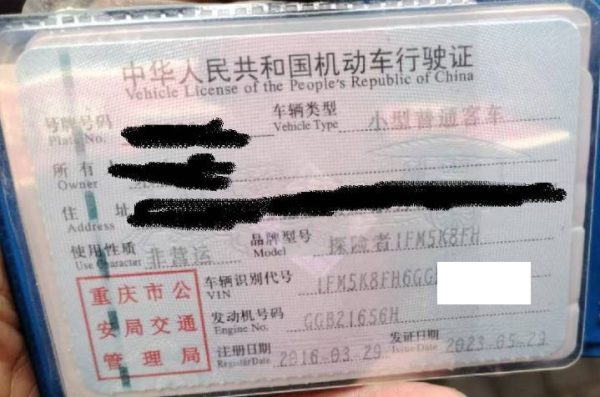 中华人民共和国机动车行驶证
Vehicle License of the People's Republic of China
号牌号码
Plate No.
车辆类型 小型普通客车
Vehicle Type
所有
Owner
住 址
Address
使用性质 非营运
Use Character
品牌型号 探险者1FM5K8FH
Model
重庆市公
安局交通
管理局
车辆识别代号 1FM5K8FH6GG
VIN
发动机号码 GGB21656H
Engine No.
注册日期 2016-03-29
Register Date
发证日期 2023-05-29
Issue Date